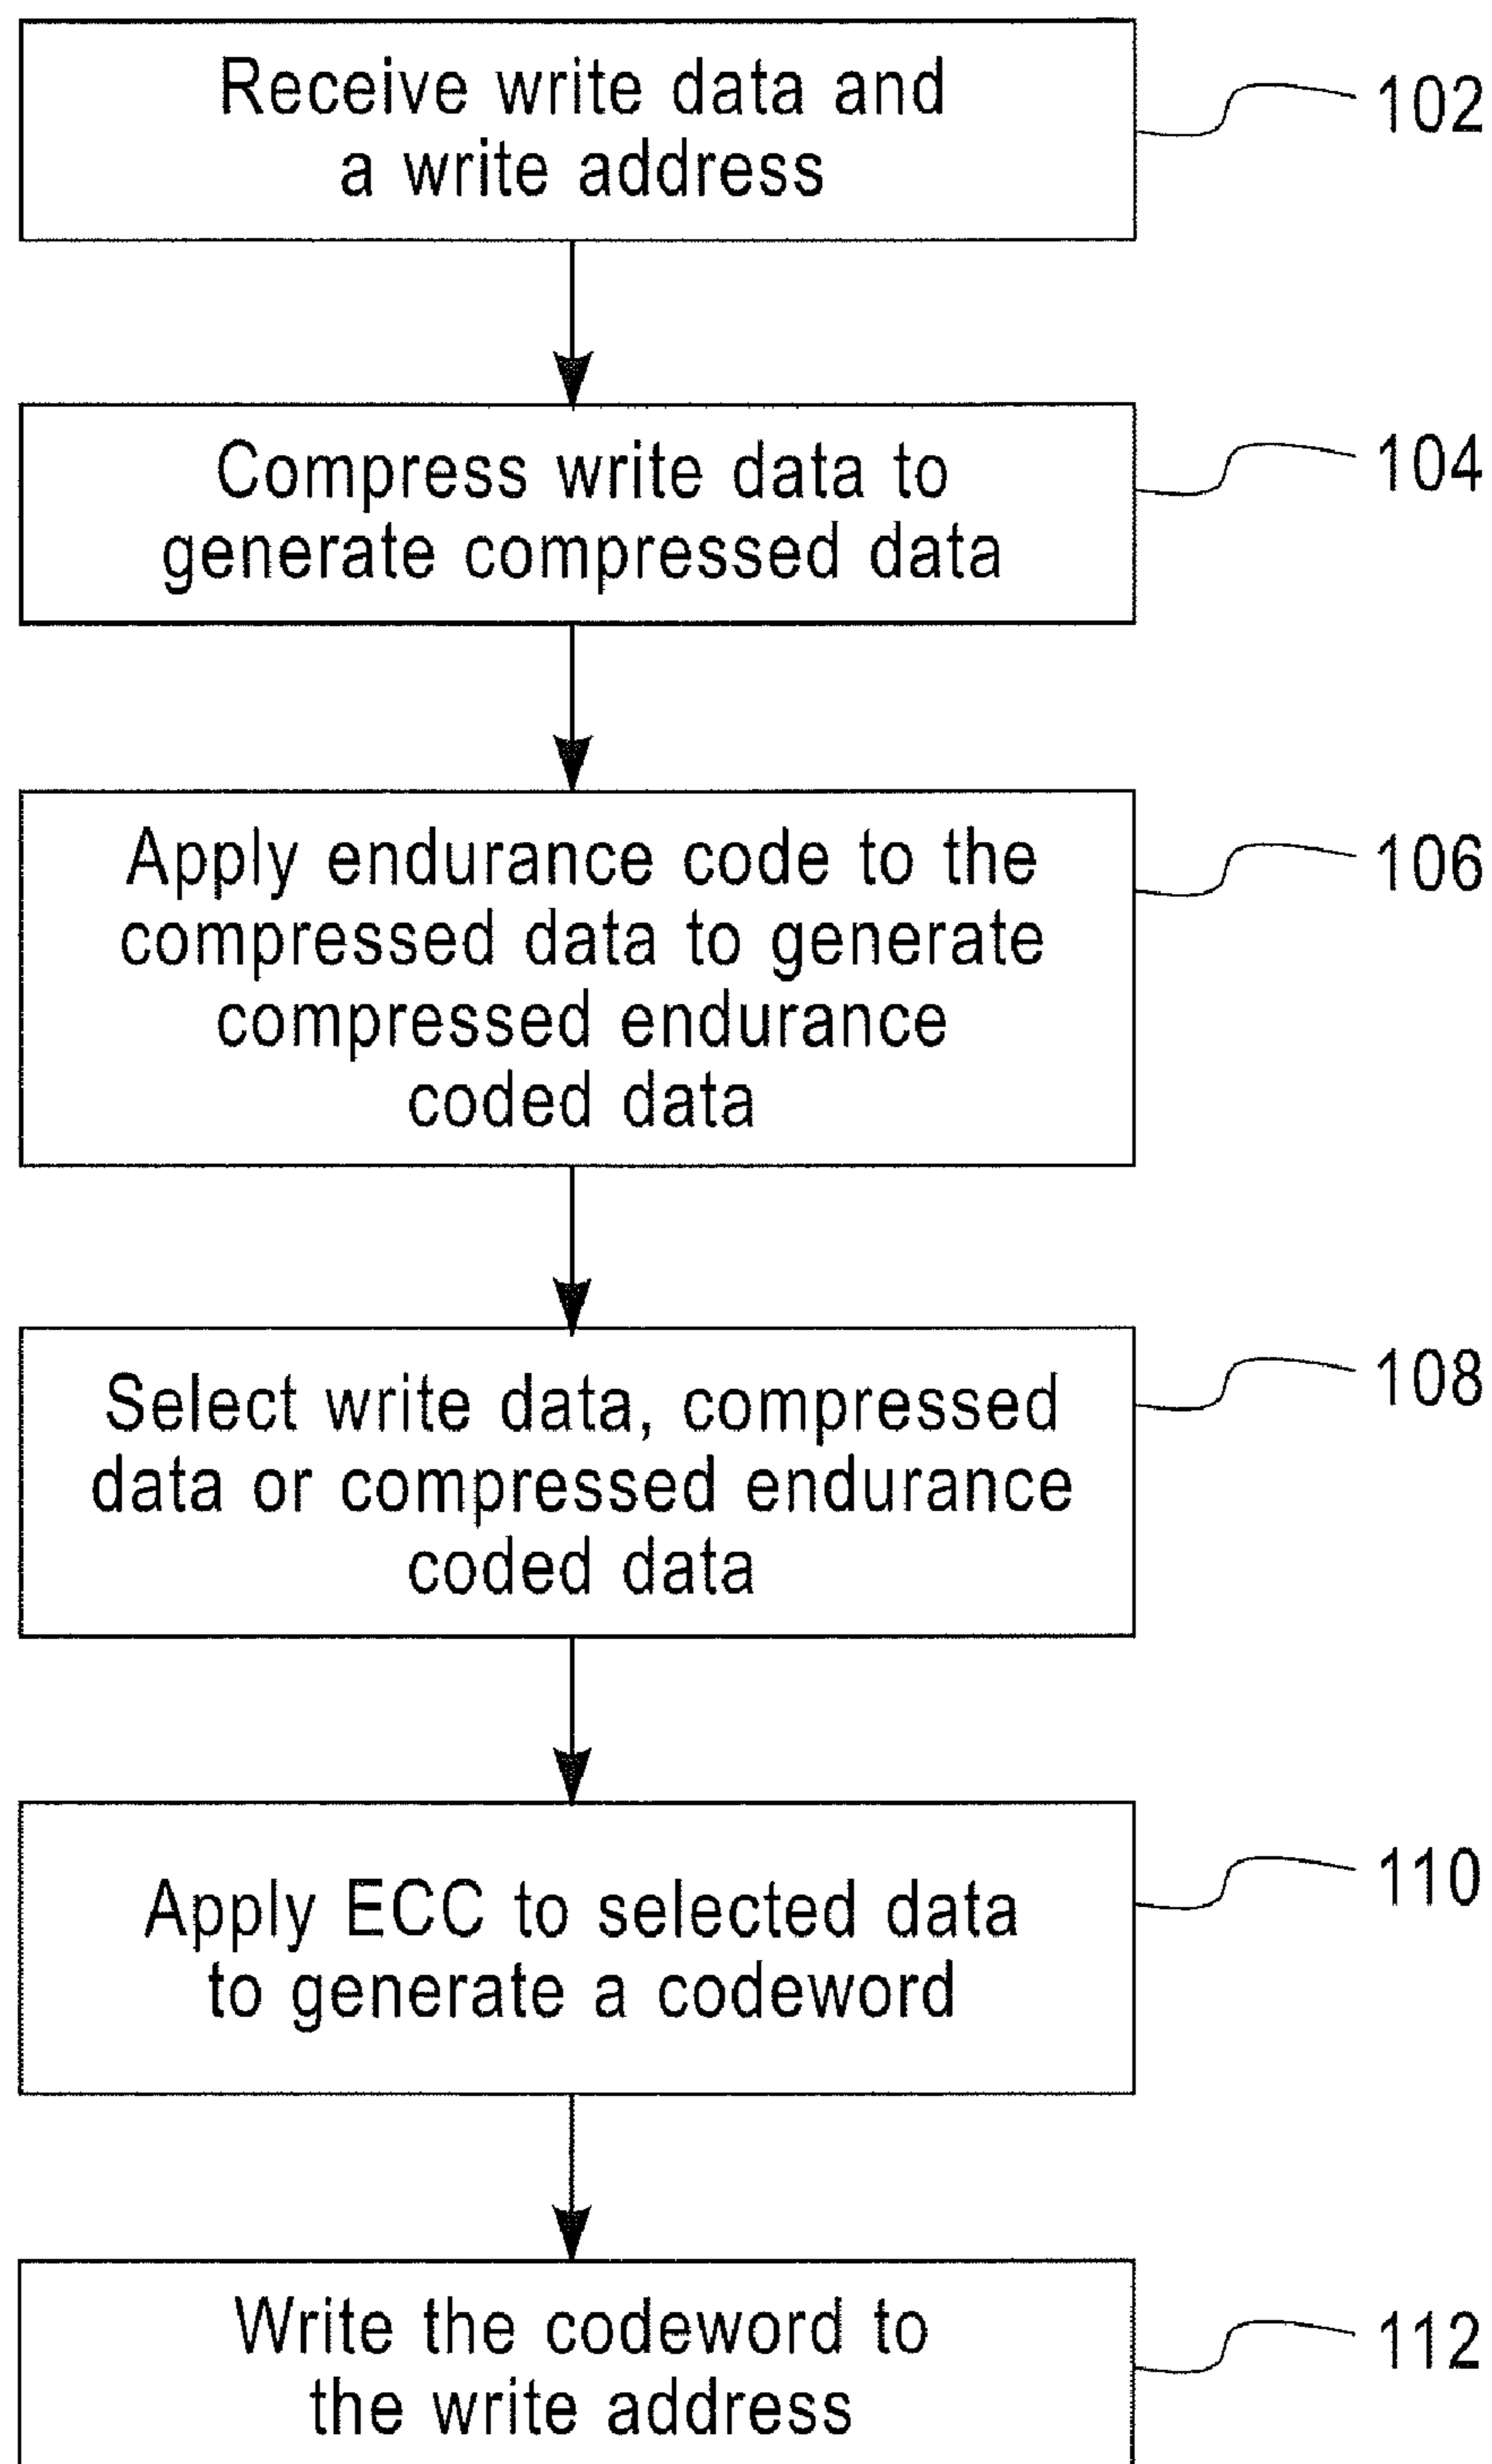 Receive write data and
a write address
102
Compress write data to
generate compressed data
104
Apply endurance code to the
compressed data to generate
compressed endurance
coded data
106
Select write data, compressed
data or compressed endurance
coded data
108
Apply ECC to selected data
to generate a codeword
110
Write the codeword to
the write address
112